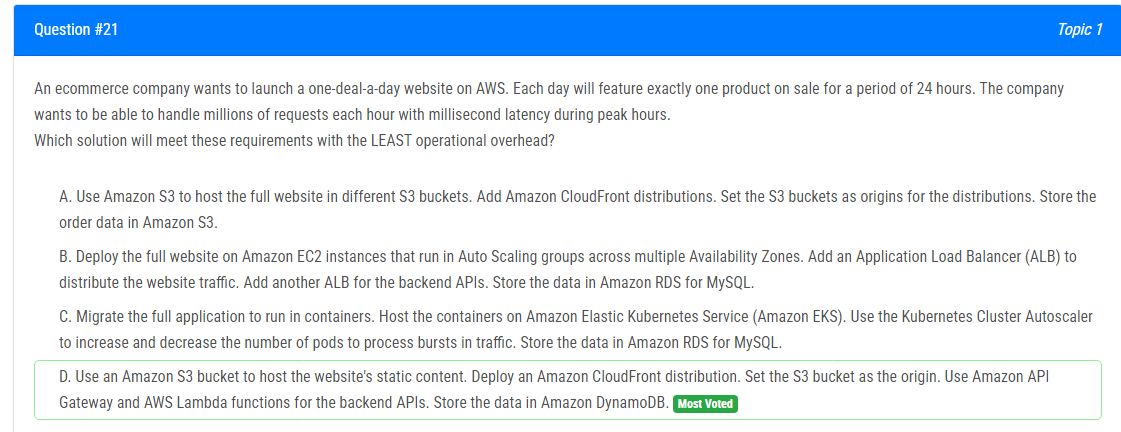 Question #21
Topic 1
An ecommerce company wants to launch a one-deal-a-day website on AWS. Each day will feature exactly one product on sale for a period of 24 hours. The company
wants to be able to handle millions of requests each hour with millisecond latency during peak hours.
Which solution will meet these requirements with the LEAST operational overhead?
A. Use Amazon S3 to host the full website in different S3 buckets. Add Amazon CloudFront distributions. Set the S3 buckets as origins for the distributions. Store the
order data in Amazon S3.
B. Deploy the full website on Amazon EC2 instances that run in Auto Scaling groups across multiple Availability Zones. Add an Application Load Balancer (ALB) to
distribute the website traffic. Add another ALB for the backend APIs. Store the data in Amazon RDS for MySQL.
C. Migrate the full application to run in containers. Host the containers on Amazon Elastic Kubernetes Service (Amazon EKS). Use the Kubernetes Cluster Autoscaler
to increase and decrease the number of pods to process bursts in traffic. Store the data in Amazon RDS for MySQL.
D. Use an Amazon S3 bucket to host the website's static content. Deploy an Amazon CloudFront distribution. Set the S3 bucket as the origin. Use Amazon API
Gateway and AWS Lambda functions for the backend APIs. Store the data in Amazon DynamoDB. Most Voted